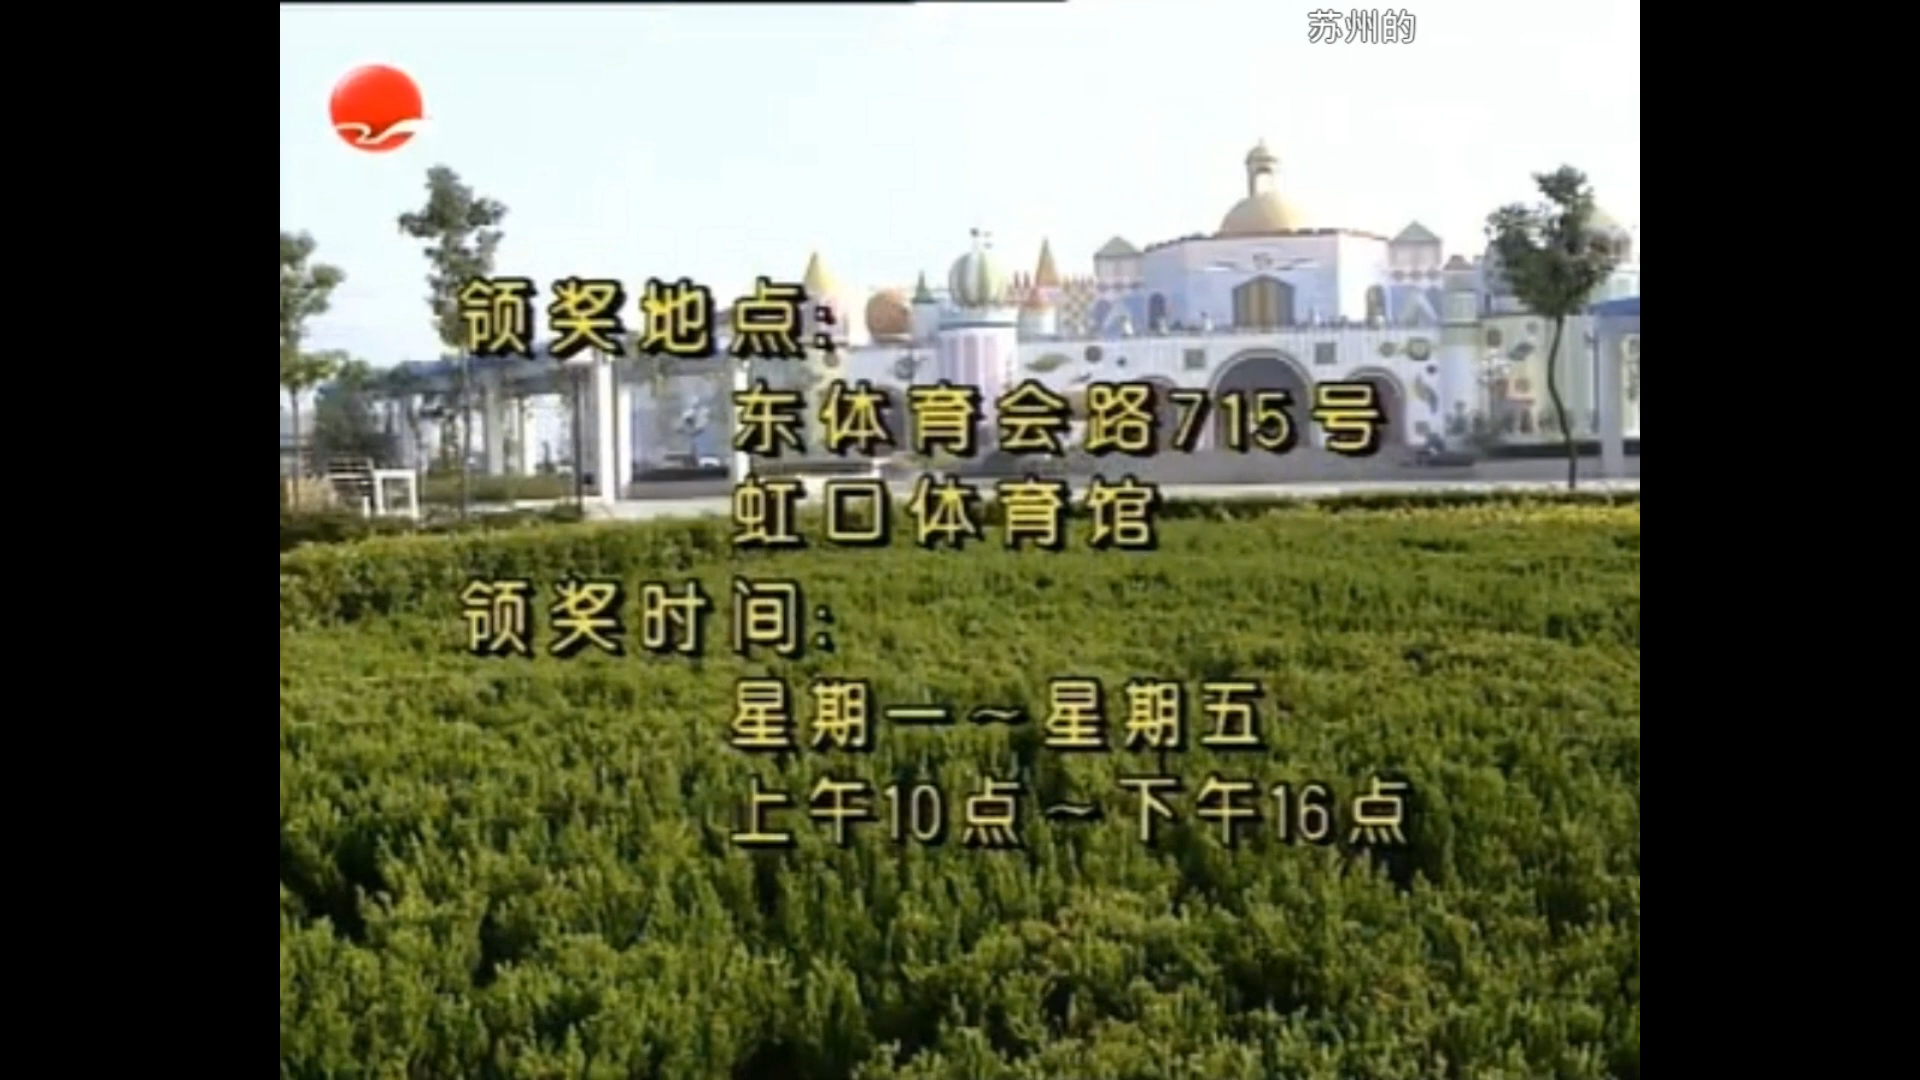 苏州的
领奖地点:
东体育会路715号
虹口体育馆
领奖时间:
星期一~星期五
上午10点~下午16点